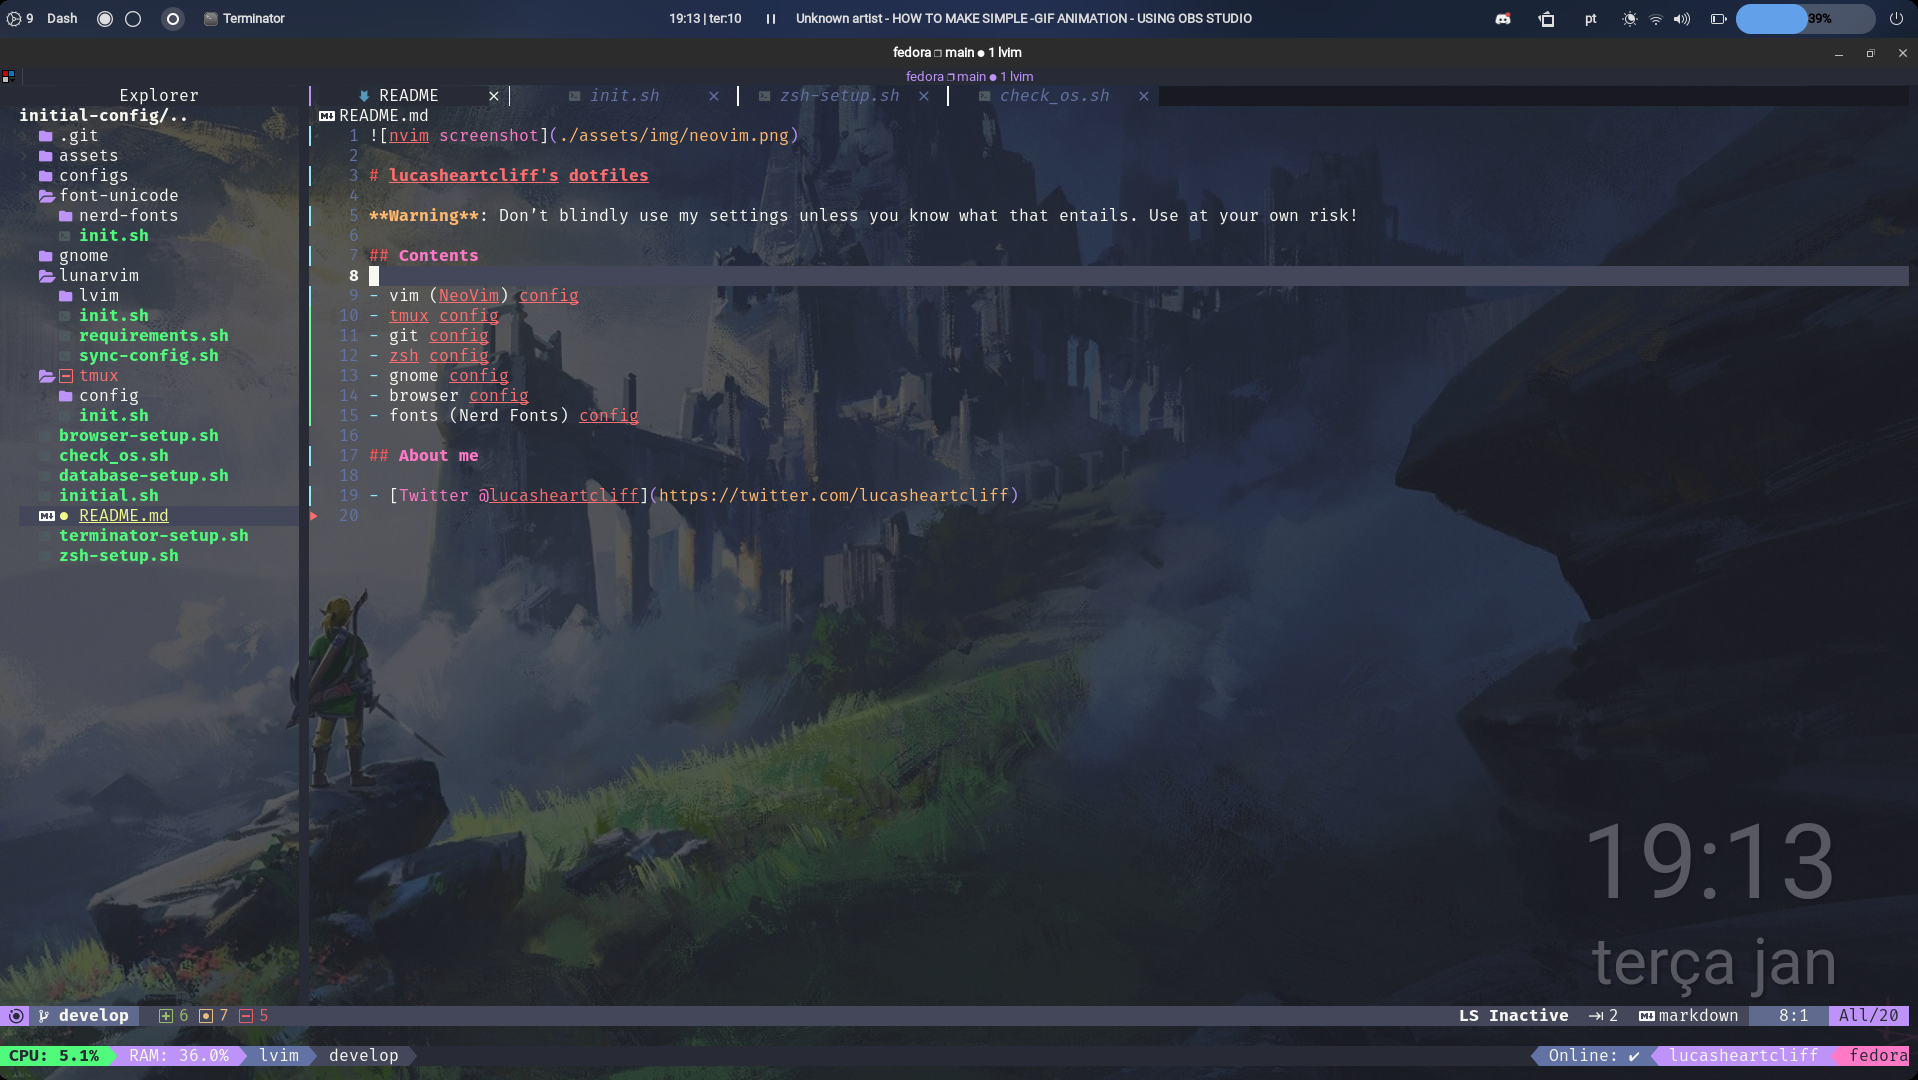 9 Dash Terminator 19:13 | ter:10 Unknown artist - HOW TO MAKE SIMPLE -GIF ANIMATION - USING OBS STUDIO pt 39%
fedora ❐ main ● 1 lvim
fedora ❐ main ● 1 lvim
Explorer README × init.sh × zsh-setup.sh × check_os.sh ×
initial-config/..
.git
assets
configs
font-unicode
nerd-fonts
init.sh
gnome
lunarvim
lvim
init.sh
requirements.sh
sync-config.sh
tmux
config
init.sh
browser-setup.sh
check_os.sh
database-setup.sh
initial.sh
README.md
terminator-setup.sh
zsh-setup.sh
README.md
1 ![nvim screenshot](./assets/img/neovim.png)
2
3 # lucasheartcliff's dotfiles
4
5 **Warning**: Don’t blindly use my settings unless you know what that entails. Use at your own risk!
6
7 ## Contents
8
9 - vim (NeoVim) config
10 - tmux config
11 - git config
12 - zsh config
13 - gnome config
14 - browser config
15 - fonts (Nerd Fonts) config
16
17 ## About me
18
19 - [Twitter @lucasheartcliff](https://twitter.com/lucasheartcliff)
20
19:13
terça jan
develop 6 7 5 LS Inactive 2 markdown 8:1 All/20
CPU: 5.1% RAM: 36.0% lvim develop Online: ✔ lucasheartcliff fedora